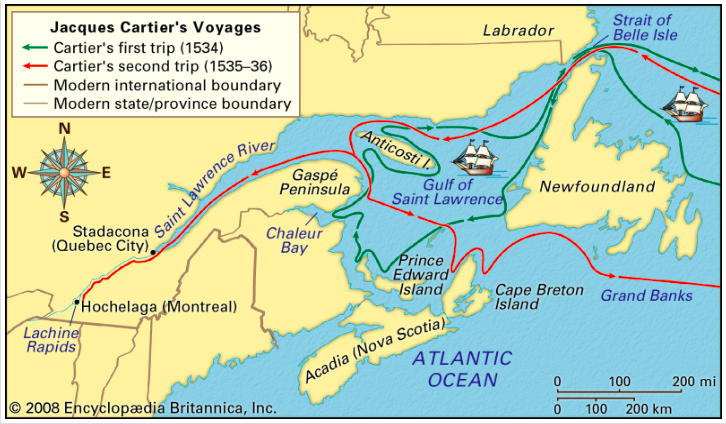 Jacques Cartier's Voyages
Cartier's first trip (1534)
Cartier's second trip (1535–36)
Modern international boundary
Modern state/province boundary
Labrador
Strait of
Belle Isle
N
W
E
S
Saint Lawrence River
Anticosti I.
Gaspé
Peninsula
Gulf of
Saint Lawrence
Newfoundland
Stadacona
(Quebec City)
Chaleur
Bay
Prince
Edward
Island
Cape Breton
Island
Grand Banks
Hochelaga (Montreal)
Lachine
Rapids
Acadia (Nova Scotia)
ATLANTIC
OCEAN
0 100 200 mi
0 100 200 km
© 2008 Encyclopædia Britannica, Inc.